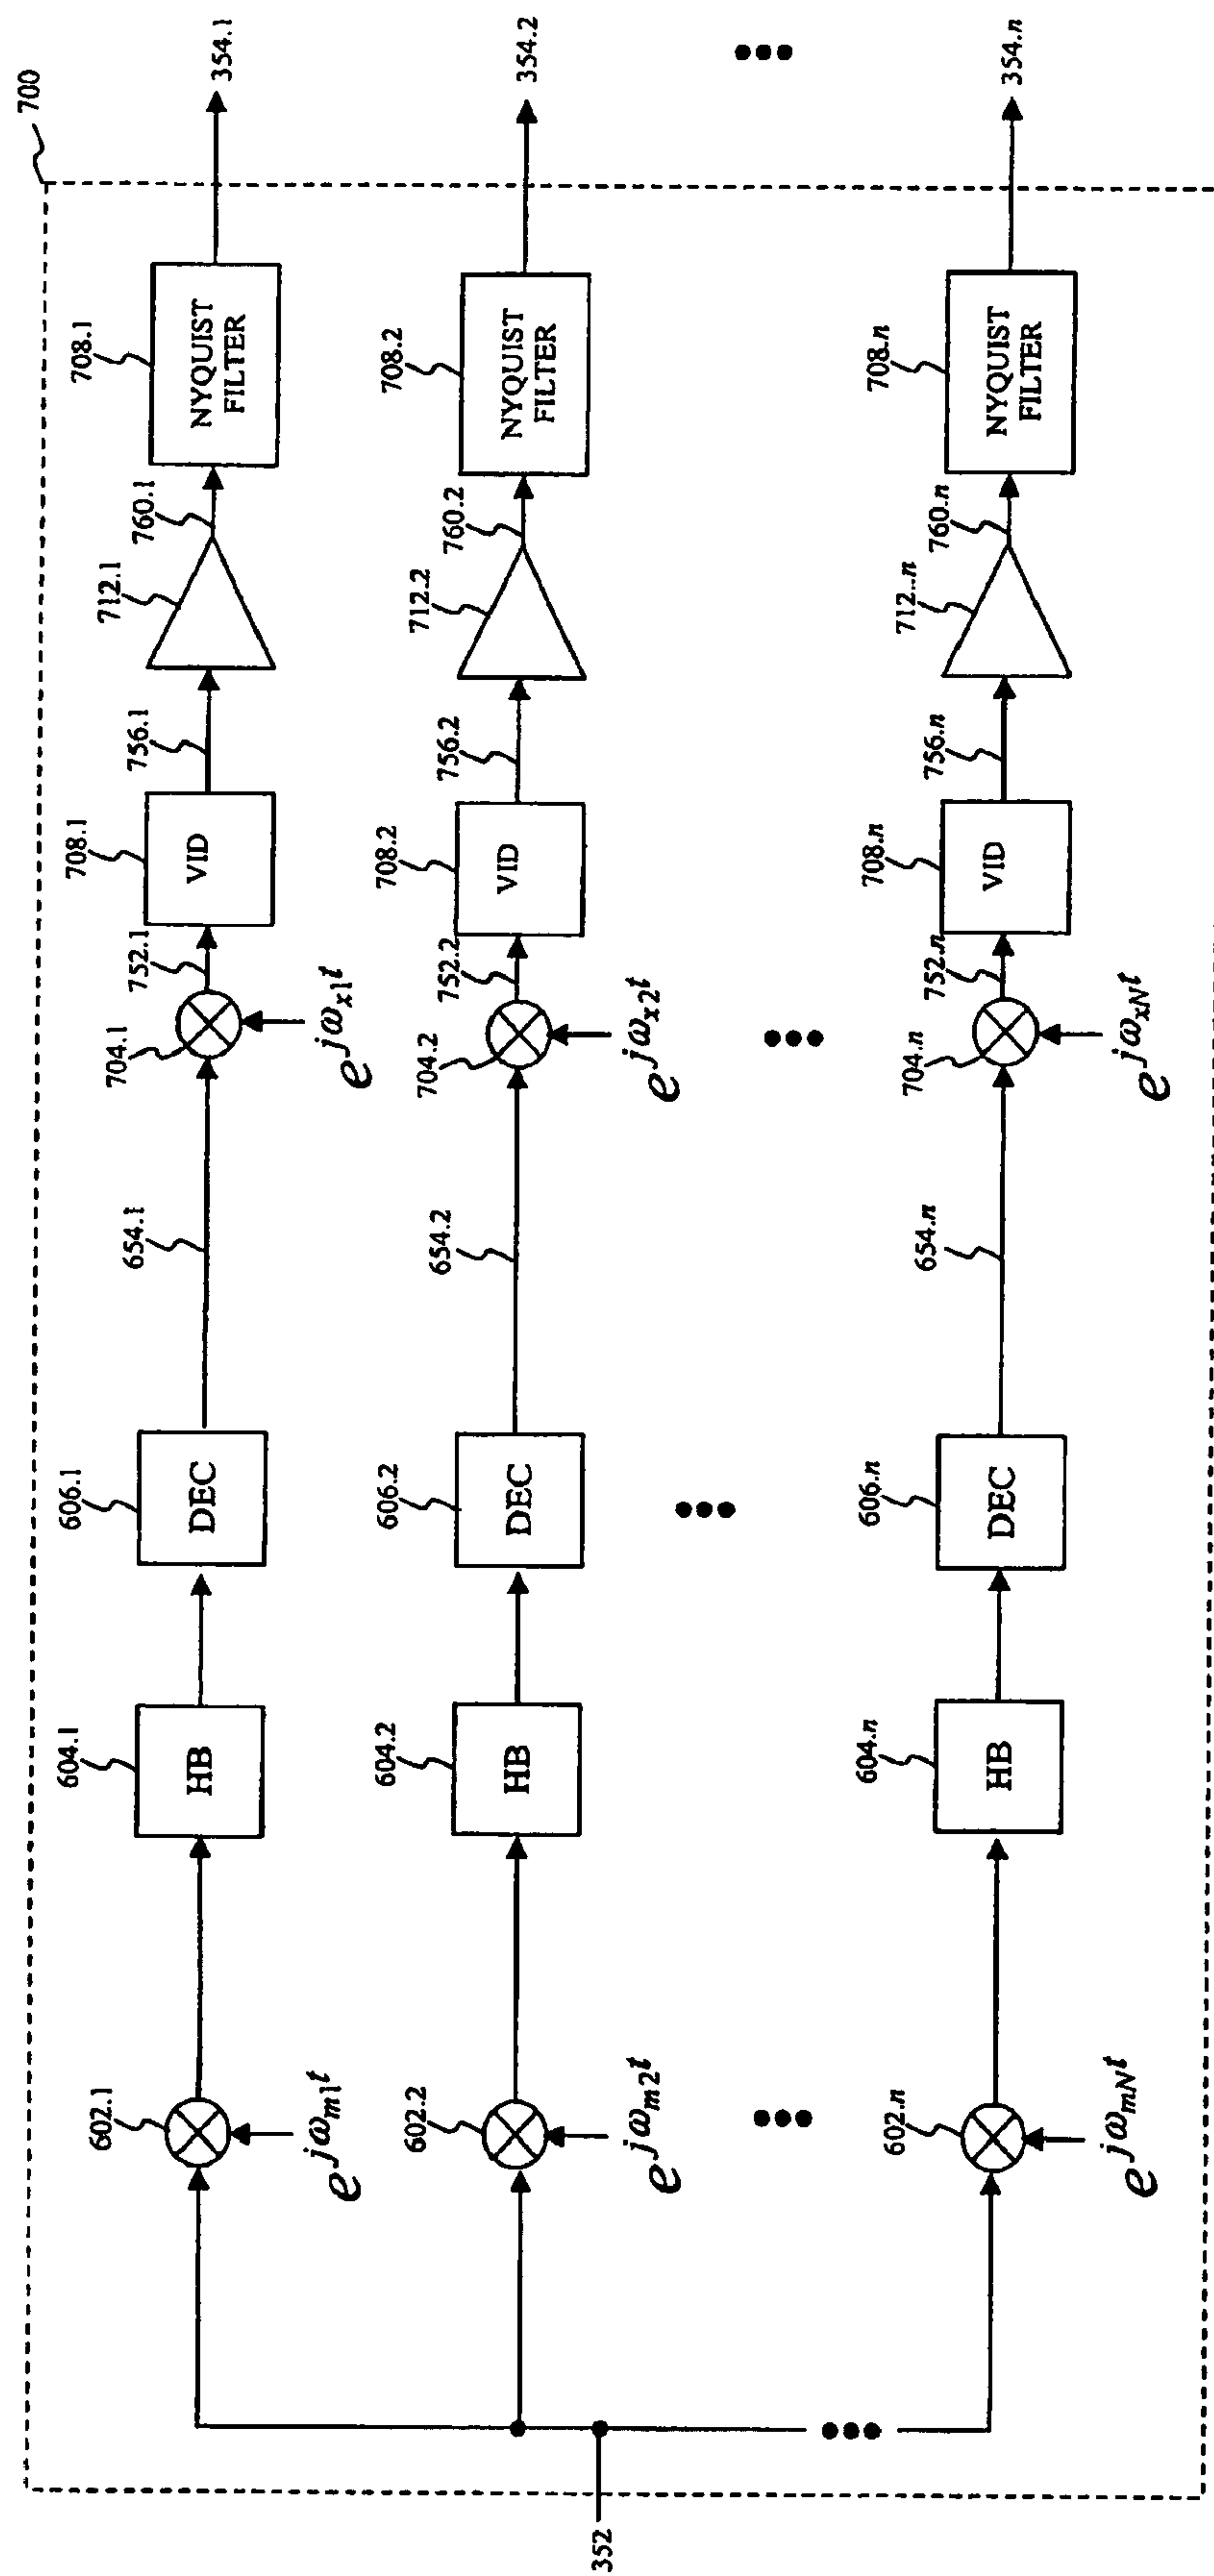 700
602.1
604.1
606.1
654.1
704.1
752.1
708.1
756.1
712.1
760.1
708.1
354.1
HB
DEC
VID
NYQUIST
FILTER
e^{jω_{m1}t}
e^{jω_{x1}t}
602.2
604.2
606.2
654.2
704.2
752.2
708.2
756.2
712.2
760.2
708.2
354.2
HB
DEC
VID
NYQUIST
FILTER
e^{jω_{m2}t}
e^{jω_{x2}t}
602.n
604.n
606.n
654.n
704.n
752.n
708.n
756.n
712..n
760.n
708.n
354.n
HB
DEC
VID
NYQUIST
FILTER
e^{jω_{mN}t}
e^{jω_{xN}t}
352